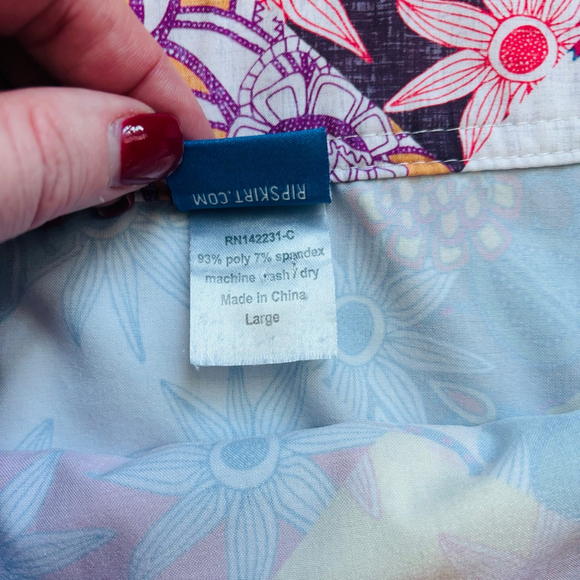 RIPSKIRT.COM
RN142231-C
93% poly 7% spandex
machine wash / dry
Made in China
Large